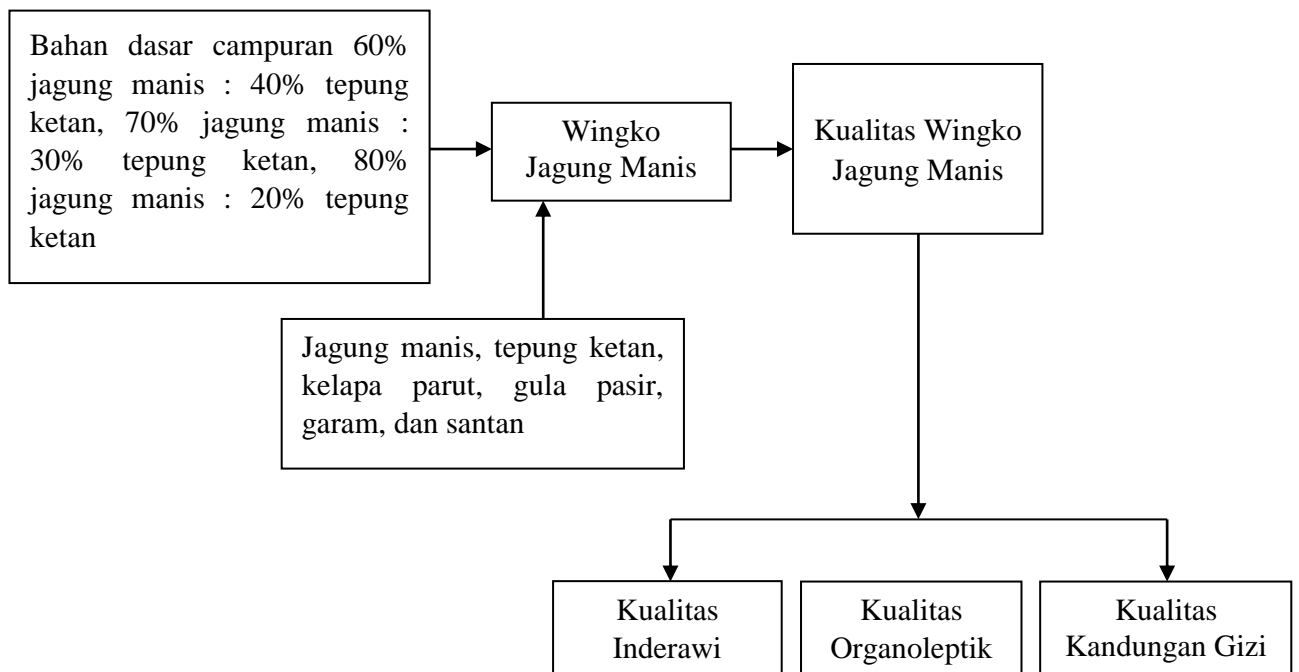 Bahan dasar campuran 60%
jagung manis : 40% tepung
ketan, 70% jagung manis :
30% tepung ketan, 80%
jagung manis : 20% tepung
ketan
Wingko
Jagung Manis
Kualitas Wingko
Jagung Manis
Jagung manis, tepung ketan,
kelapa parut, gula pasir,
garam, dan santan
Kualitas
Inderawi
Kualitas
Organoleptik
Kualitas
Kandungan Gizi